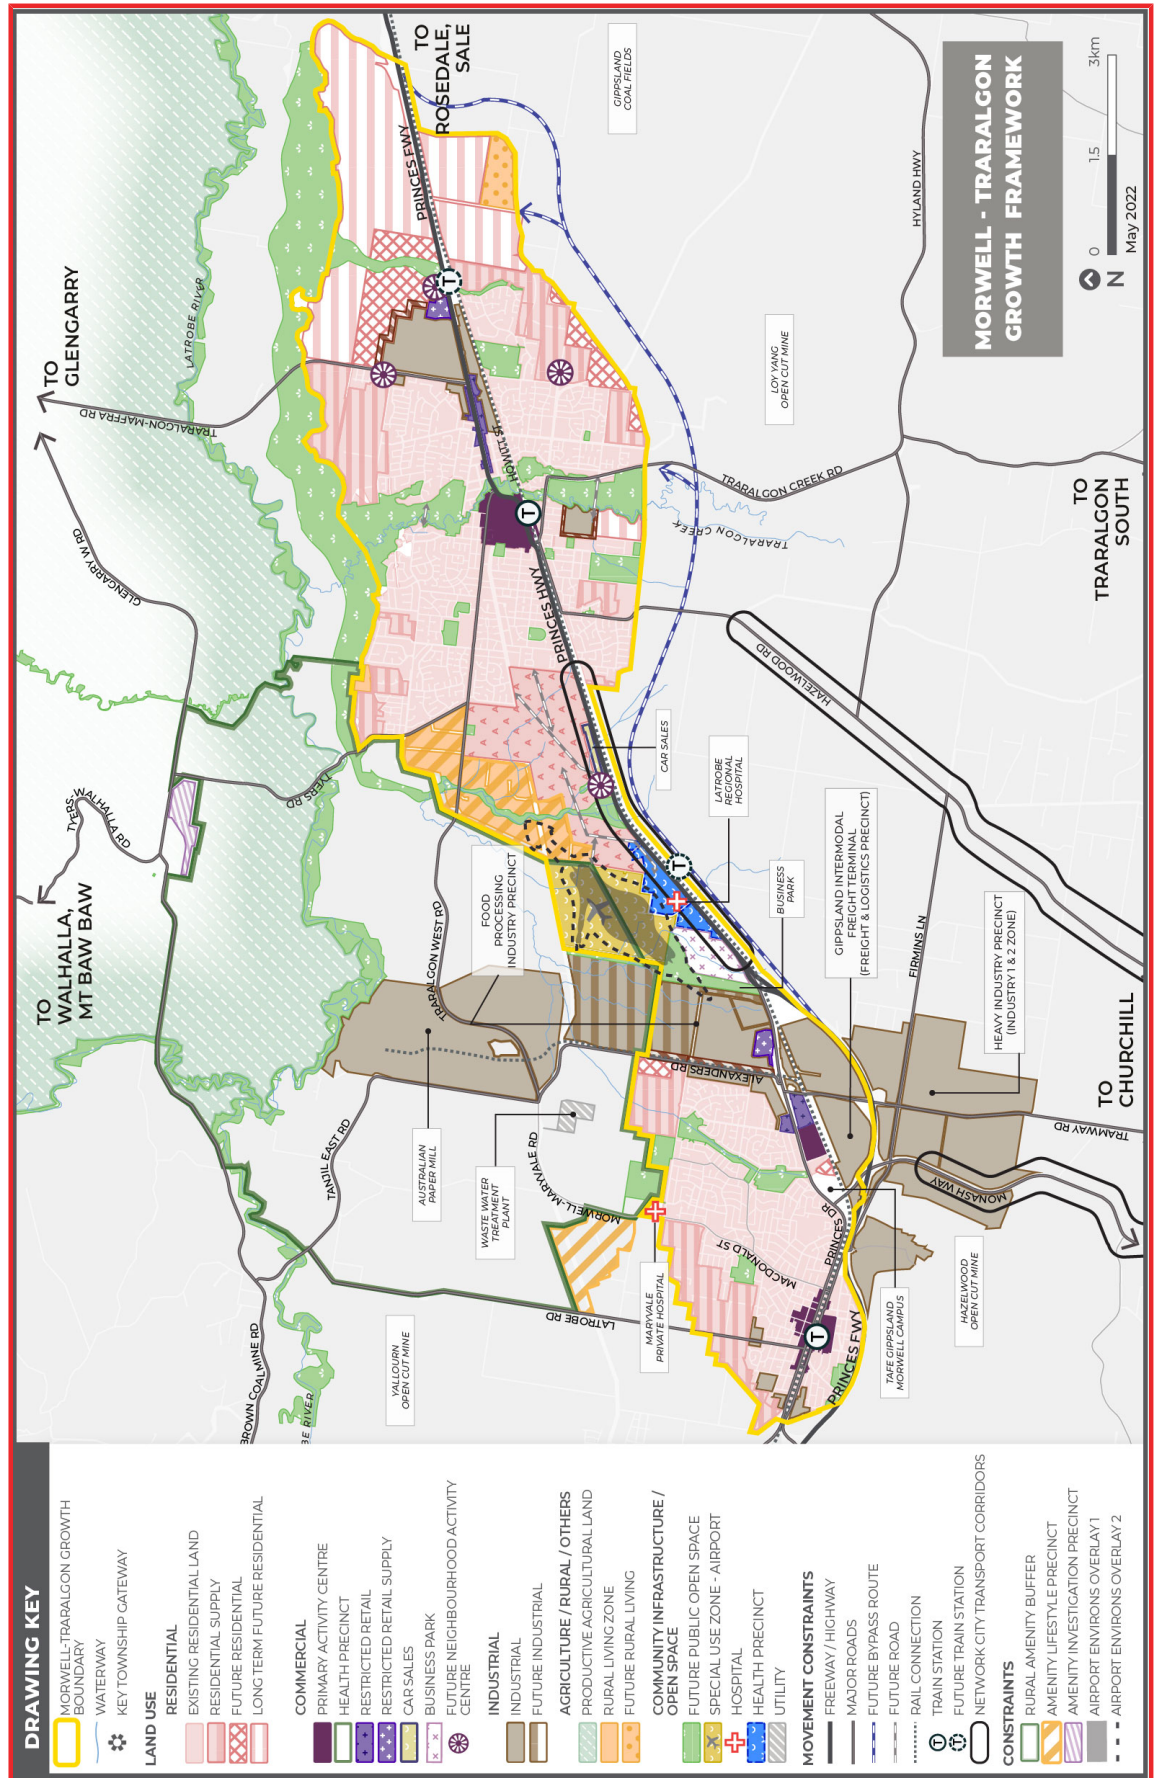 DRAWING KEY
MORWELL-TRARALGON GROWTH
BOUNDARY
WATERWAY
KEY TOWNSHIP GATEWAY
LAND USE
RESIDENTIAL
EXISTING RESIDENTIAL LAND
RESIDENTIAL SUPPLY
FUTURE RESIDENTIAL
LONG TERM FUTURE RESIDENTIAL
COMMERCIAL
PRIMARY ACTIVITY CENTRE
HEALTH PRECINCT
RESTRICTED RETAIL
RESTRICTED RETAIL SUPPLY
CAR SALES
BUSINESS PARK
FUTURE NEIGHBOURHOOD ACTIVITY
CENTRE
INDUSTRIAL
INDUSTRIAL
FUTURE INDUSTRIAL
AGRICULTURE / RURAL / OTHERS
PRODUCTIVE AGRICULTURAL LAND
RURAL LIVING ZONE
FUTURE RURAL LIVING
COMMUNITY INFRASTRUCTURE /
OPEN SPACE
FUTURE PUBLIC OPEN SPACE
SPECIAL USE ZONE - AIRPORT
HOSPITAL
HEALTH PRECINCT
UTILITY
MOVEMENT CONSTRAINTS
FREEWAY / HIGHWAY
MAJOR ROADS
FUTURE BYPASS ROUTE
FUTURE ROAD
RAIL CONNECTION
T
TRAIN STATION
T
FUTURE TRAIN STATION
NETWORK CITY TRANSPORT CORRIDORS
CONSTRAINTS
RURAL AMENITY BUFFER
AMENITY LIFESTYLE PRECINCT
AMENITY INVESTIGATION PRECINCT
AIRPORT ENVIRONS OVERLAY 1
AIRPORT ENVIRONS OVERLAY 2
TO
WALHALLA,
MT BAW BAW
TYERS-WALHALLA RD
TO
GLENGARRY
GLENGARRY W RD
TRARALGON-MAFFRA RD
LATROBE RIVER
TYERS RD
TO
ROSEDALE,
SALE
PRINCES FWY
GIPPSLAND
COAL FIELDS
BROWN COALMINE RD
BE RIVER
TANJIL EAST RD
YALLOURN
OPEN CUT MINE
LATROBE RD
AUSTRALIAN
PAPER MILL
WASTE WATER
TREATMENT
PLANT
MORWELL-MARYVALE RD
MARYVALE
PRIVATE HOSPITAL
TRARALGON WEST RD
FOOD
PROCESSING
INDUSTRY PRECINCT
ALEXANDERS RD
MACDONALD ST
PRINCES DR
PRINCES FWY
T
TAFE GIPPSLAND
MORWELL CAMPUS
HAZELWOOD
OPEN CUT MINE
MONASH WAY
TRAMWAY RD
TO
CHURCHILL
HEAVY INDUSTRY PRECINCT
(INDUSTRY 1 & 2 ZONE)
FIRMINS LN
GIPPSLAND INTERMODAL
FREIGHT TERMINAL
(FREIGHT & LOGISTICS PRECINCT)
BUSINESS
PARK
LATROBE
REGIONAL
HOSPITAL
T
CAR SALES
HAZELWOOD RD
PRINCES HWY
T
HOWITT ST
T
TRARALGON CREEK
TRARALGON CREEK RD
TO
TRARALGON
SOUTH
LOY YANG
OPEN CUT MINE
HYLAND HWY
MORWELL - TRARALGON
GROWTH FRAMEWORK
N
0
1.5
3km
May 2022